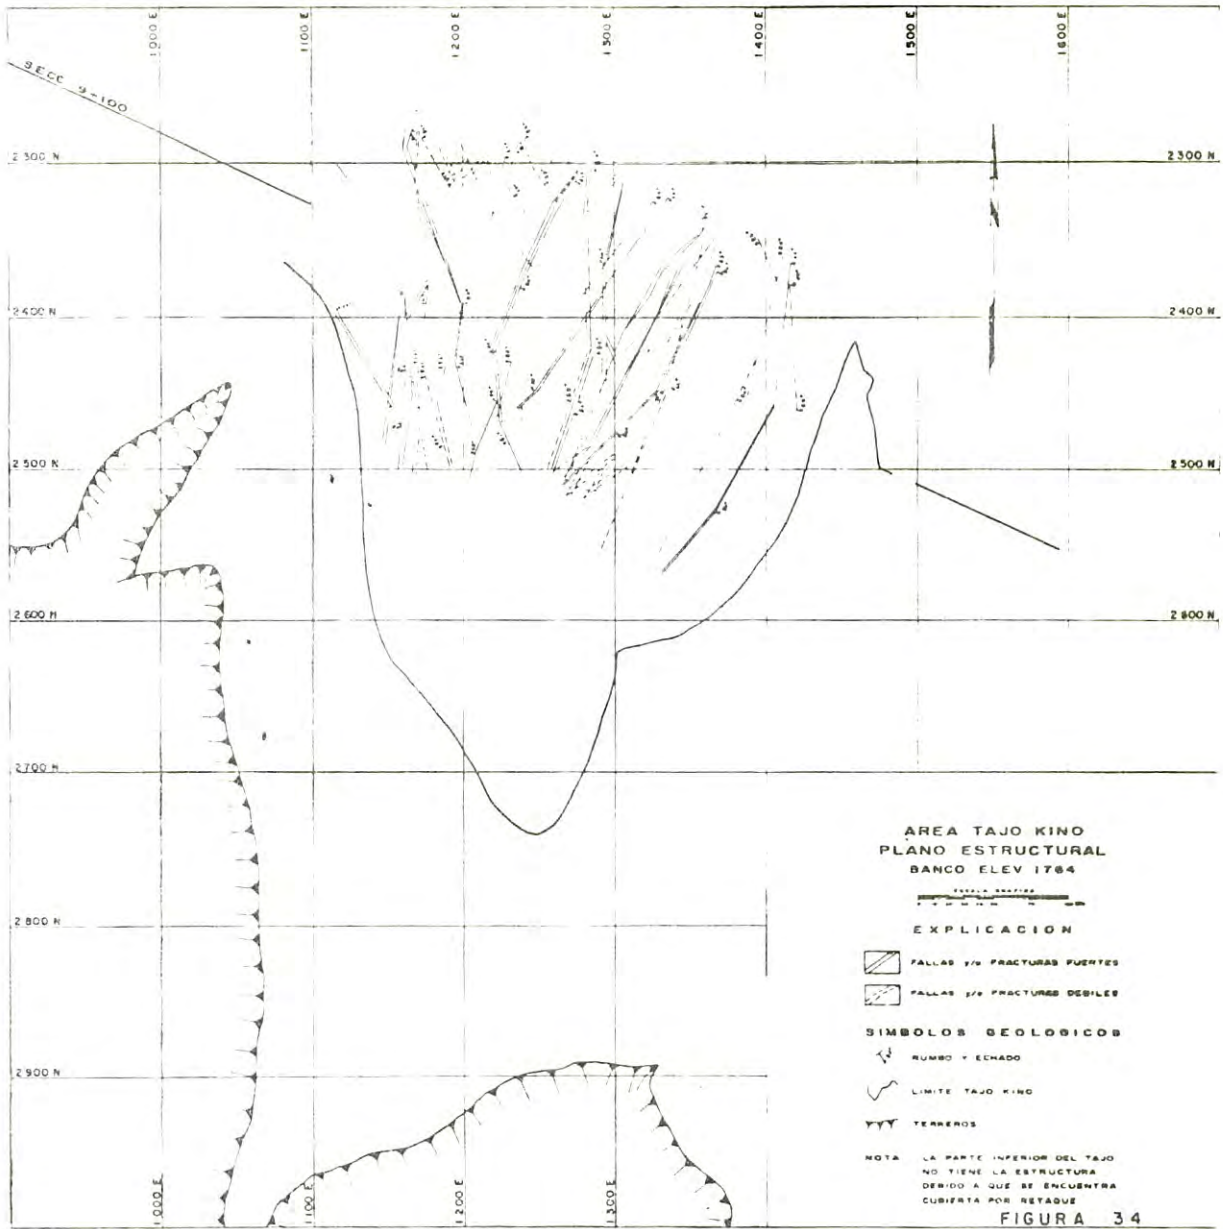 1000 E
1100 E
1200 E
1300 E
1400 E
1500 E
1600 E
SECC 9-100
2300 N
2300 N
2400 N
2400 N
2500 N
2500 N
2600 N
2600 N
2700 N
2800 N
2900 N
AREA TAJO KINO
PLANO ESTRUCTURAL
BANCO ELEV 1764
ESCALA GRAFICA
EXPLICACION
FALLAS y/o FRACTURAS FUERTES
FALLAS y/o FRACTURAS DEBILES
SIMBOLOS GEOLOGICOS
RUMBO Y ECHADO
LIMITE TAJO KINO
TERREROS
NOTA LA PARTE INFERIOR DEL TAJO
NO TIENE LA ESTRUCTURA
DEBIDO A QUE SE ENCUENTRA
CUBIERTA POR RETAQUE
1000 E
1100 E
1200 E
1300 E
FIGURA 34